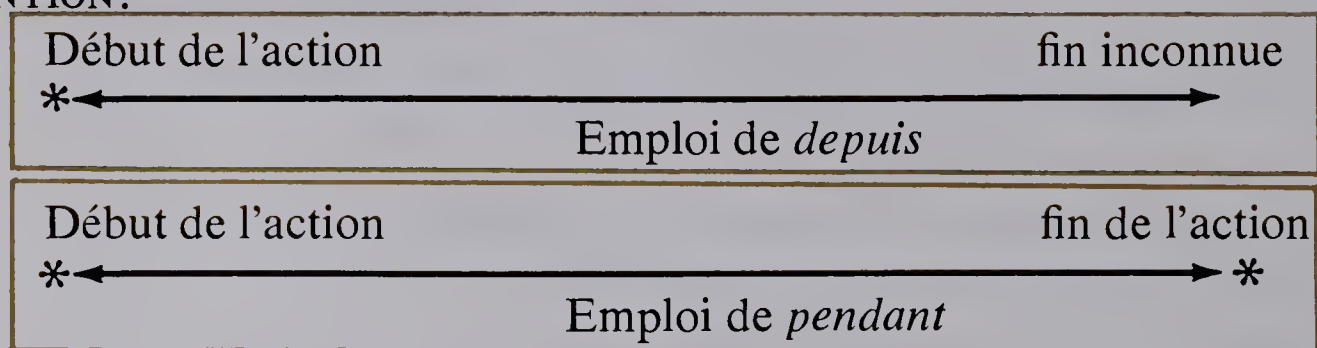 Début de l'action fin inconnue
* *
Emploi de depuis
Début de l'action fin de l'action
* *
Emploi de pendant